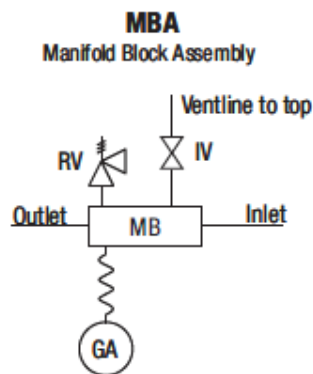 MBA
Manifold Block Assembly
Ventline to top
RV
IV
Outlet
Inlet
MB
GA